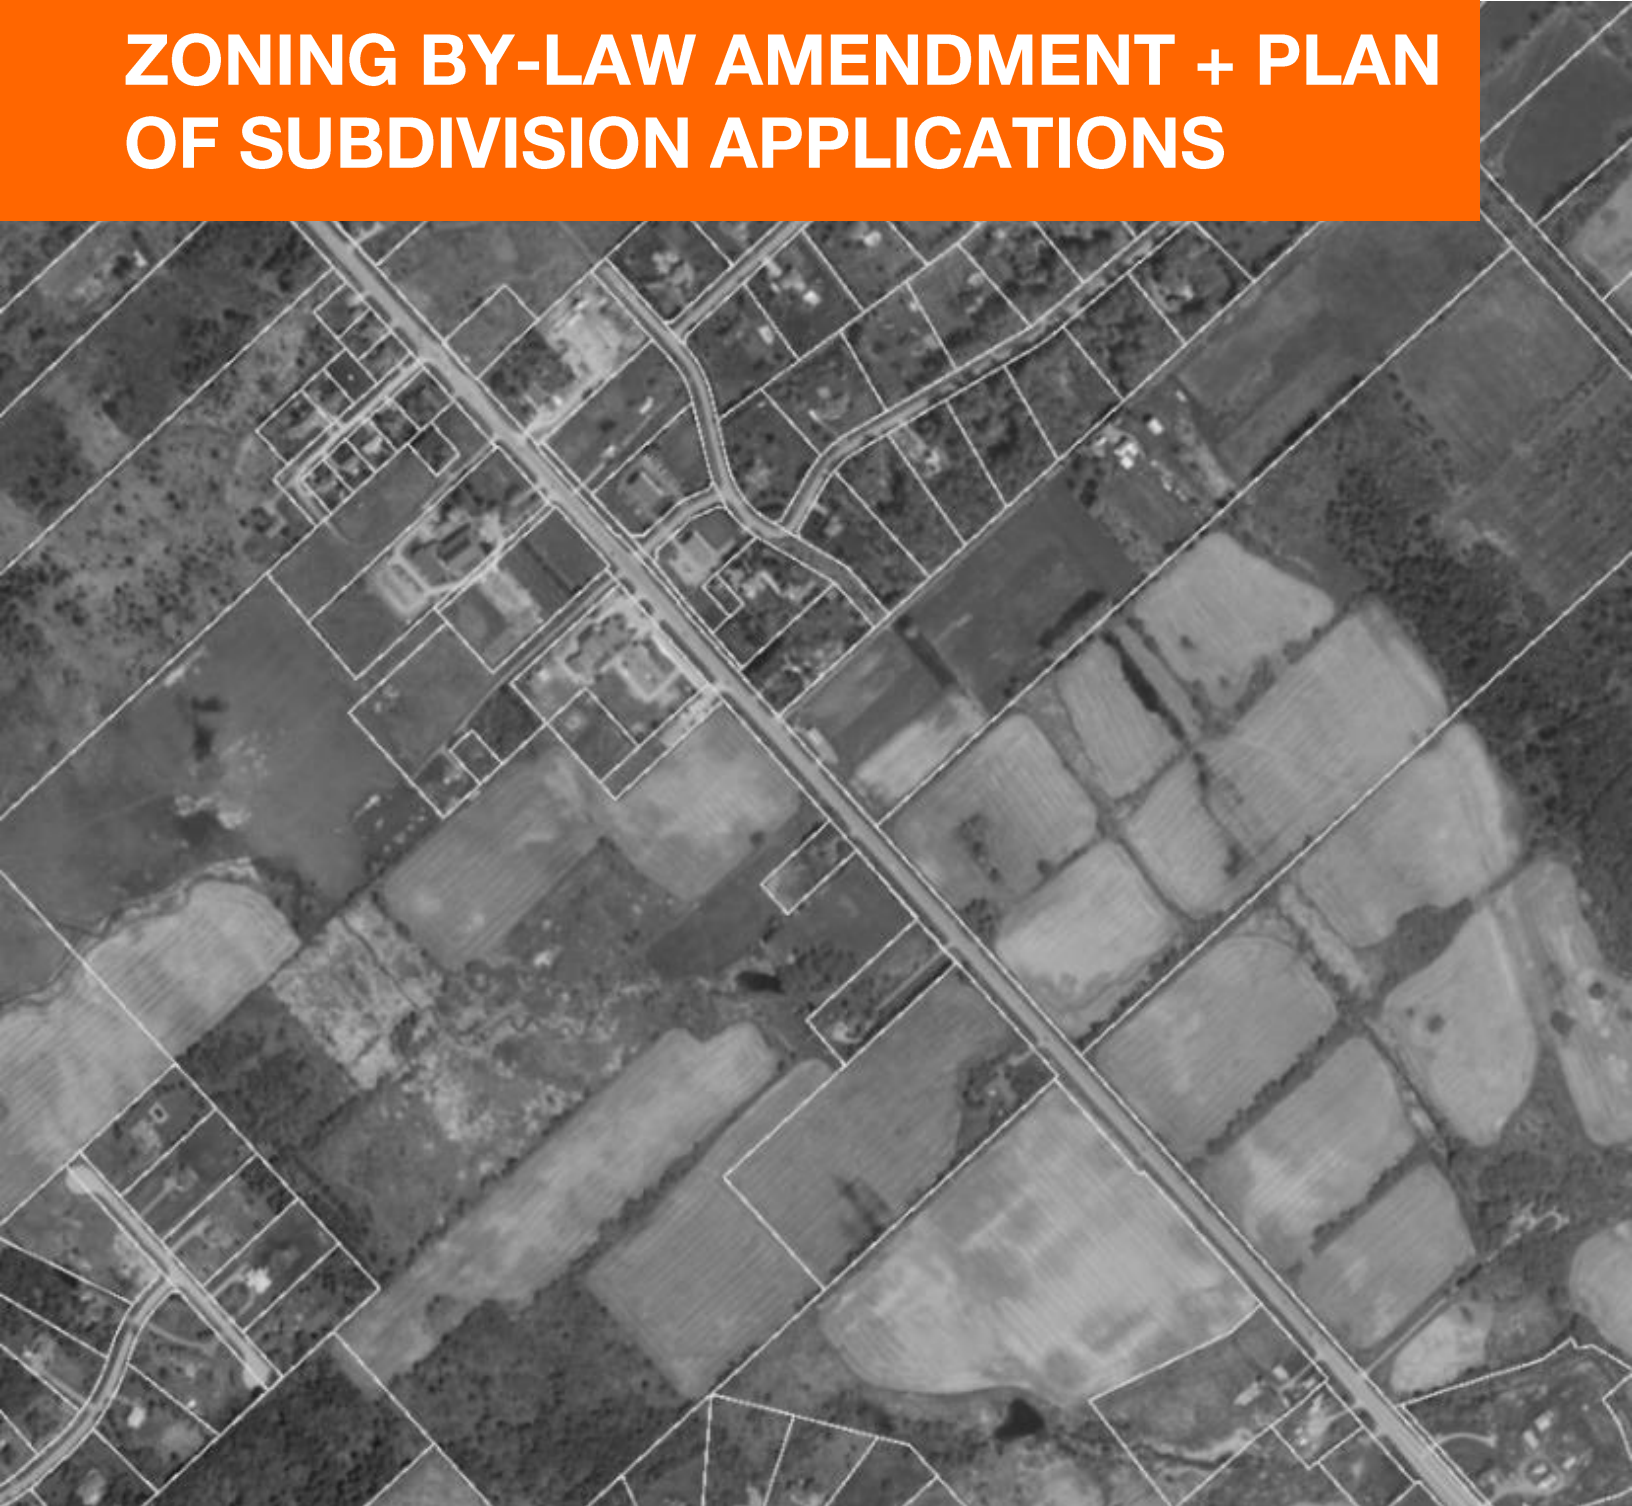 ZONING BY-LAW AMENDMENT + PLAN
OF SUBDIVISION APPLICATIONS